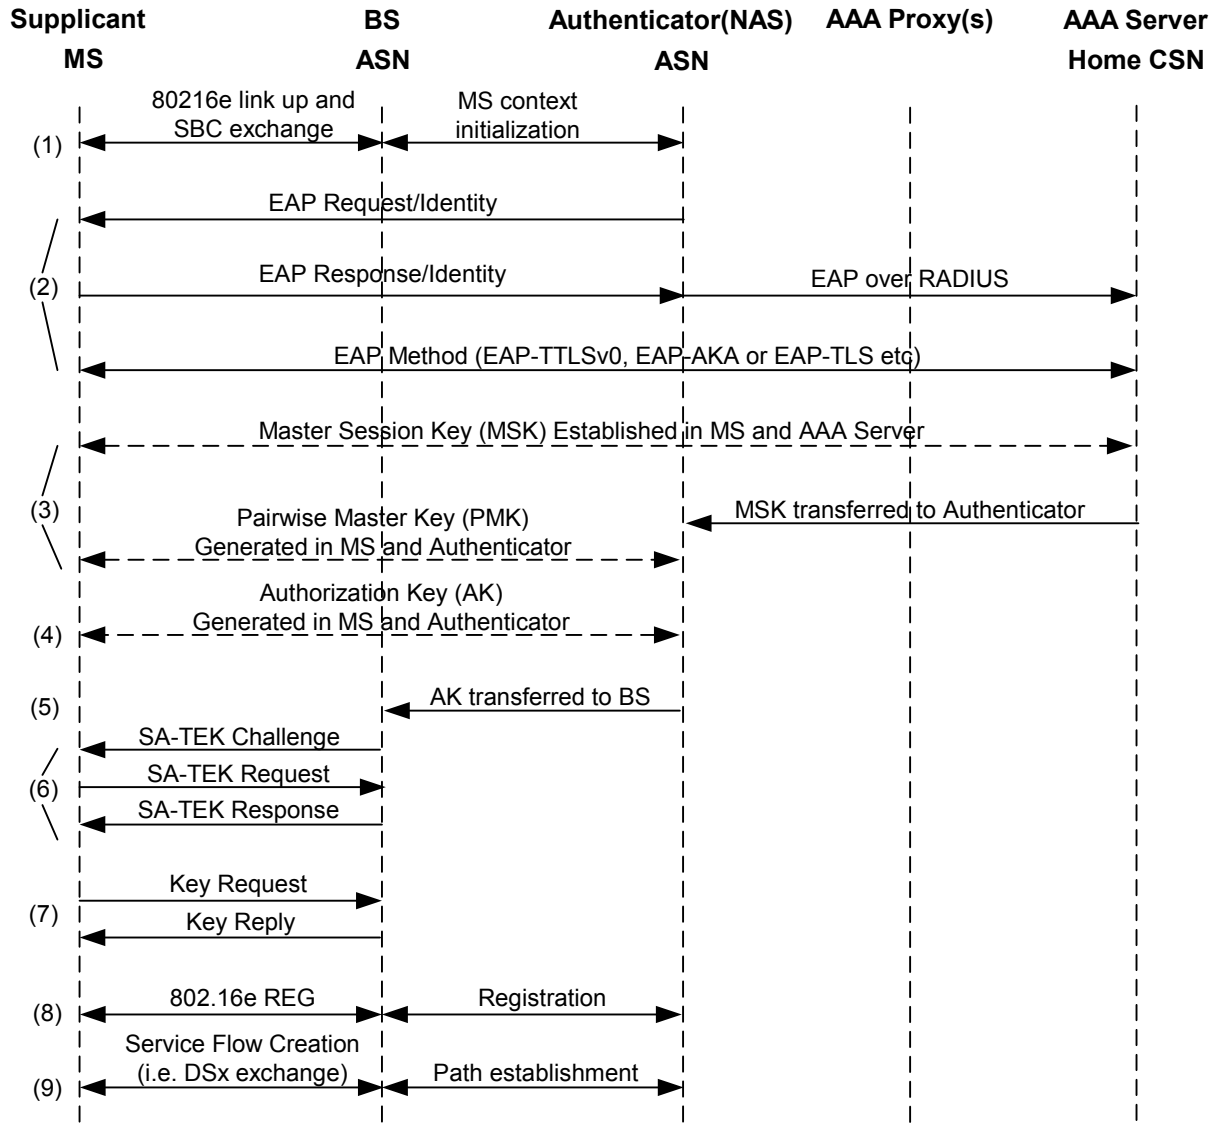 Supplicant BS Authenticator(NAS) AAA Proxy(s) AAA Server
MS ASN ASN Home CSN
80216e link up and
SBC exchange
MS context
initialization
(1)
EAP Request/Identity
(2)
EAP Response/Identity
EAP over RADIUS
EAP Method (EAP-TTLSv0, EAP-AKA or EAP-TLS etc)
Master Session Key (MSK) Established in MS and AAA Server
(3)
MSK transferred to Authenticator
Pairwise Master Key (PMK)
Generated in MS and Authenticator
Authorization Key (AK)
Generated in MS and Authenticator
(4)
AK transferred to BS
(5)
SA-TEK Challenge
SA-TEK Request
(6)
SA-TEK Response
Key Request
(7)
Key Reply
802.16e REG
Registration
(8)
Service Flow Creation
(i.e. DSx exchange)
Path establishment
(9)